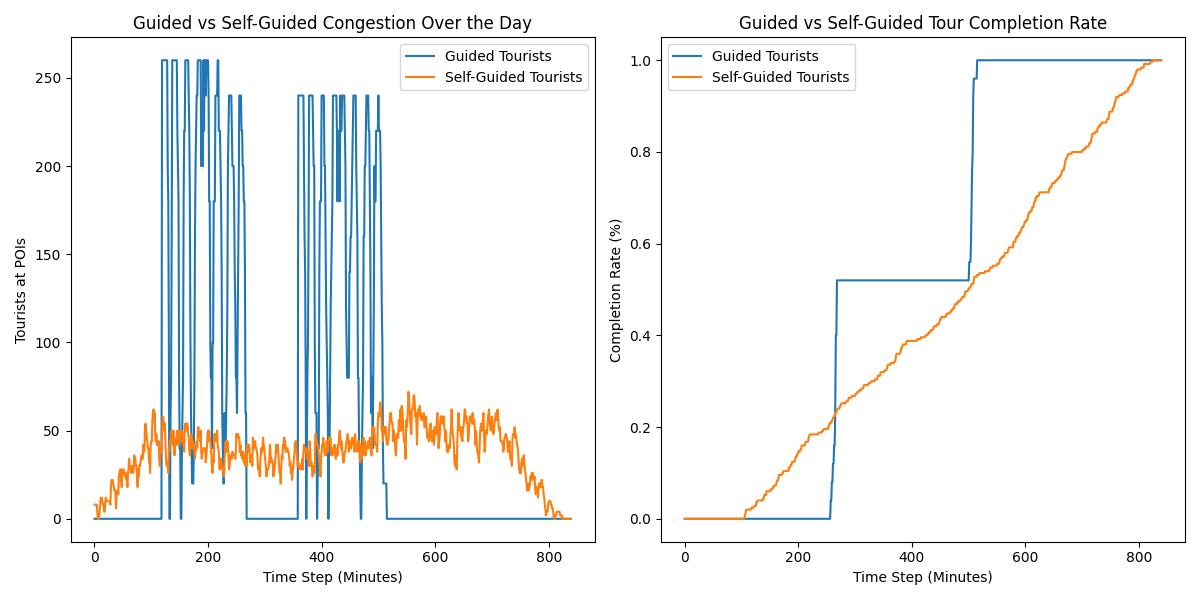 Guided vs Self-Guided Congestion Over the Day
Guided Tourists
Self-Guided Tourists
Tourists at POIs
250
200
150
100
50
0
0 200 400 600 800
Time Step (Minutes)
Guided vs Self-Guided Tour Completion Rate
Guided Tourists
Self-Guided Tourists
Completion Rate (%)
1.0
0.8
0.6
0.4
0.2
0.0
0 200 400 600 800
Time Step (Minutes)